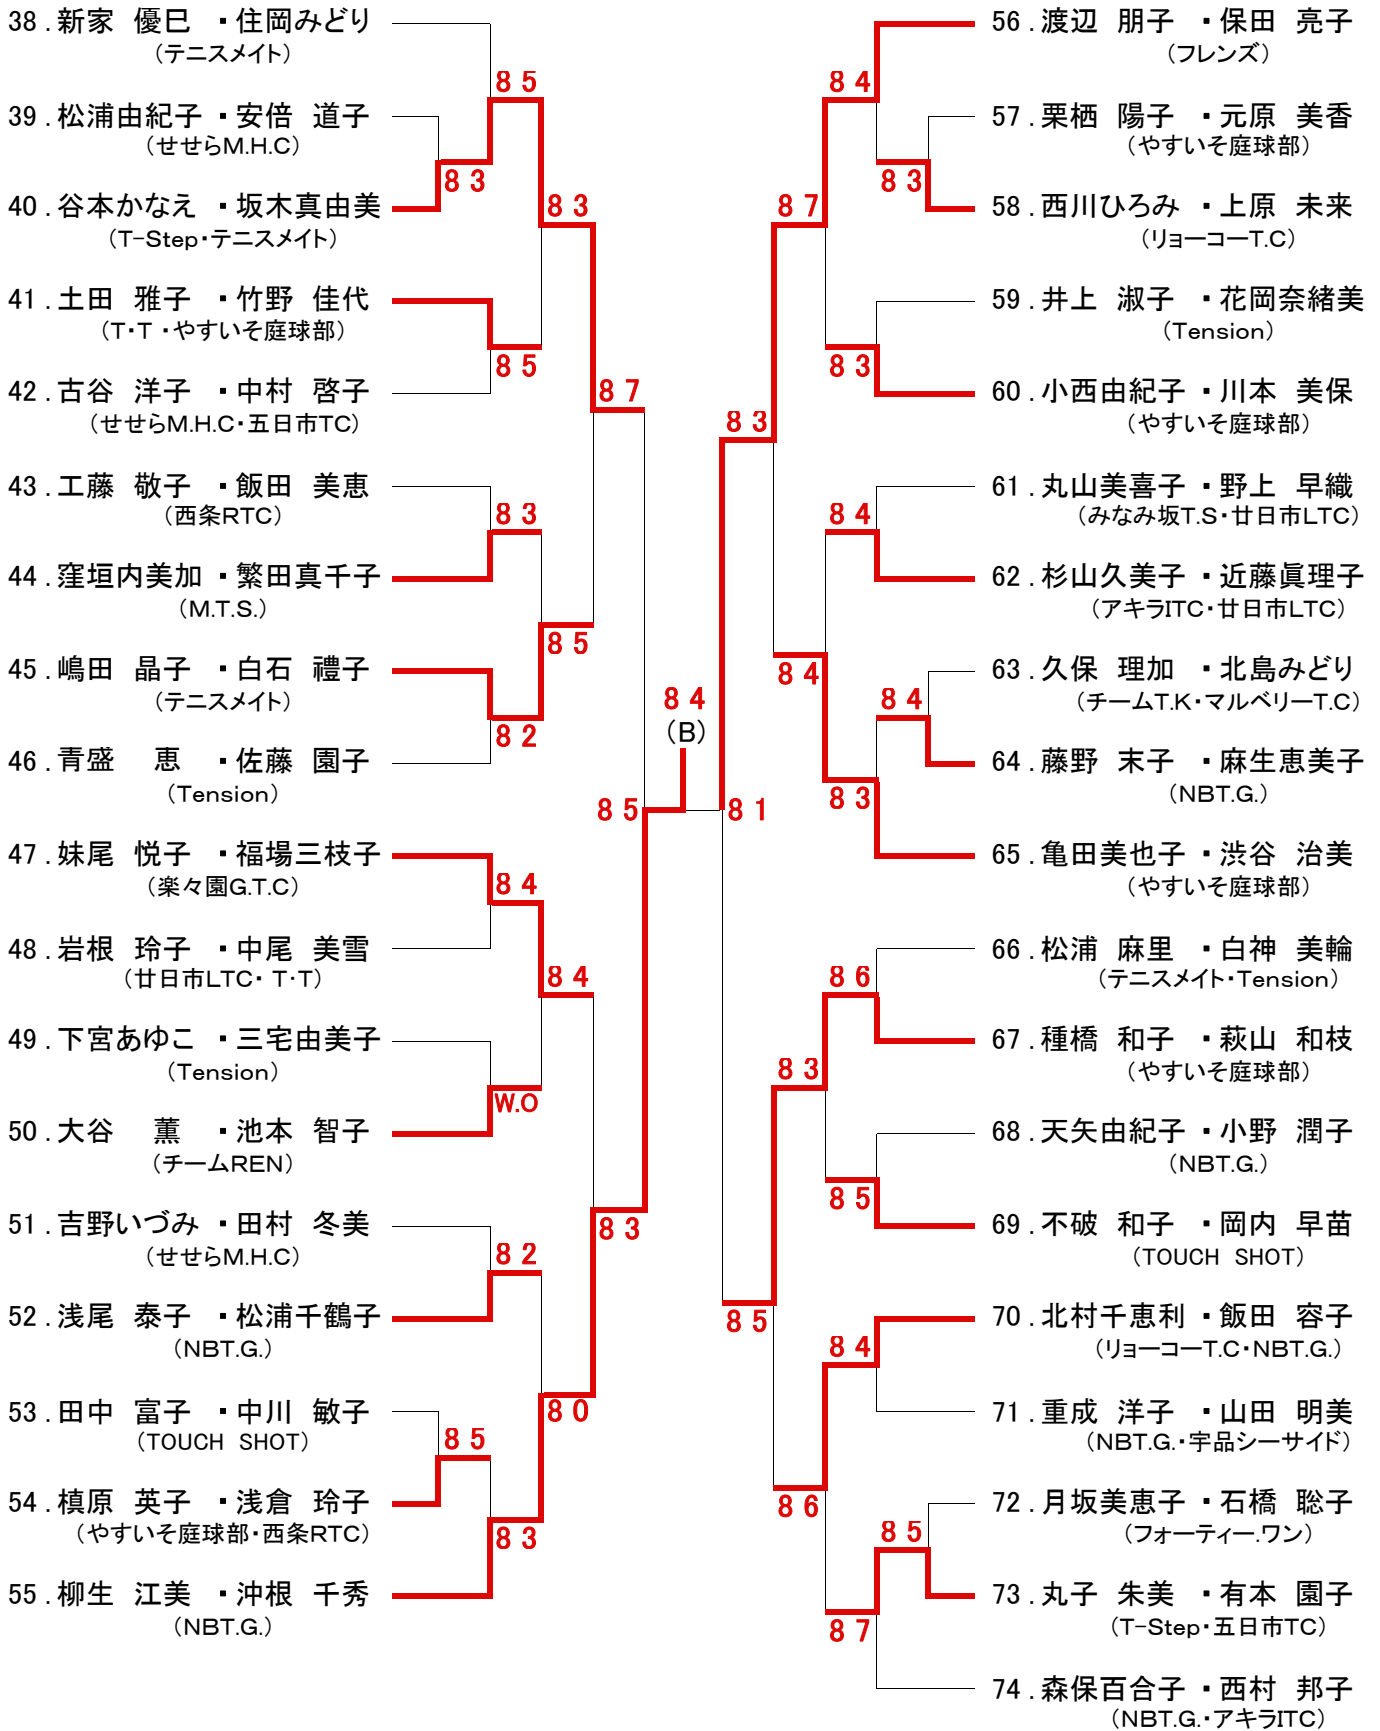 38．新家　優巳　・住岡みどり
（テニスメイト）
85
39．松浦由紀子　・安倍　道子
（せせらM.H.C）
83
40．谷本かなえ　・坂木真由美
（T-Step・テニスメイト）
83
41．土田　雅子　・竹野　佳代
（T・T ・やすいそ庭球部）
85
42．古谷　洋子　・中村　啓子
（せせらM.H.C・五日市TC）
87
43．工藤　敬子　・飯田　美恵
（西条RTC）
83
44．窪垣内美加　・繁田真千子
（M.T.S.）
85
45．嶋田　晶子　・白石　禮子
（テニスメイト）
82
46．青盛　　恵　・佐藤　園子
（Tension）
85
47．妹尾　悦子　・福場三枝子
（楽々園G.T.C）
84
48．岩根　玲子　・中尾　美雪
（廿日市LTC・ T・T）
84
49．下宮あゆこ　・三宅由美子
（Tension）
W.O
50．大谷　　薫　・池本　智子
（チームREN）
83
51．吉野いづみ　・田村　冬美
（せせらM.H.C）
82
52．浅尾　泰子　・松浦千鶴子
（NBT.G.）
80
53．田中　富子　・中川　敏子
（TOUCH　SHOT）
85
54．槙原　英子　・浅倉　玲子
（やすいそ庭球部・西条RTC）
83
55．柳生　江美　・沖根　千秀
（NBT.G.）
84
（B）
56．渡辺　朋子　・保田　亮子
（フレンズ）
84
57．栗栖　陽子　・元原　美香
（やすいそ庭球部）
83
58．西川ひろみ　・上原　未来
（リョーコーT.C）
87
59．井上　淑子　・花岡奈緒美
（Tension）
83
60．小西由紀子・川本　美保
（やすいそ庭球部）
83
61．丸山美喜子・野上　早織
（みなみ坂T.S・廿日市LTC）
84
62．杉山久美子・近藤眞理子
（アキラITC・廿日市LTC）
84
63．久保　理加　・北島みどり
（チームT.K・マルベリーT.C）
84
64．藤野　末子　・麻生恵美子
（NBT.G.）
83
81
65．亀田美也子・渋谷　治美
（やすいそ庭球部）
66．松浦　麻里　・白神　美輪
（テニスメイト・Tension）
86
67．種橋　和子　・萩山　和枝
（やすいそ庭球部）
83
68．天矢由紀子・小野　潤子
（NBT.G.）
85
69．不破　和子　・岡内　早苗
（TOUCH　SHOT）
85
70．北村千恵利・飯田　容子
（リョーコーT.C・NBT.G.）
84
71．重成　洋子　・山田　明美
（NBT.G.・宇品シーサイド）
86
72．月坂美恵子・石橋　聡子
（フォーティー.ワン）
85
73．丸子　朱美　・有本　園子
（T-Step・五日市TC）
87
74．森保百合子・西村　邦子
（NBT.G.・アキラITC）